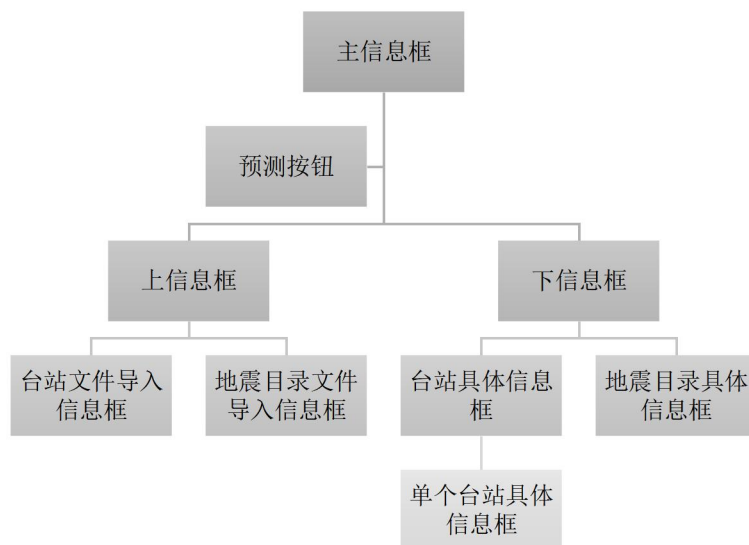 主信息框
预测按钮
上信息框
下信息框
台站文件导入
信息框
地震目录文件
导入信息框
台站具体信息
框
地震目录具体
信息框
单个台站具体
信息框